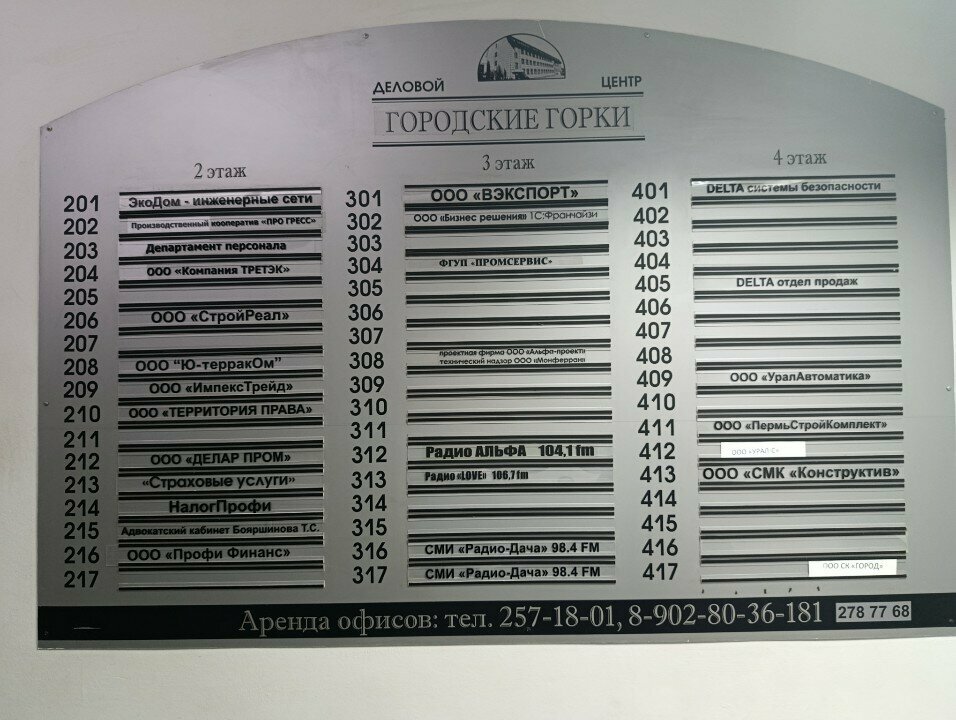 ДЕЛОВОЙ ЦЕНТР
ГОРОДСКИЕ ГОРКИ
2 этаж
201 ЭкоДом - инженерные сети
202 Производственный кооператив «ПРО ГРЕСС»
203 Департамент персонала
204 ООО «Компания ТРЕТЭК»
205
206 ООО «СтройРеал»
207
208 ООО "Ю-терракОм"
209 ООО «ИмпексТрейд»
210 ООО «ТЕРРИТОРИЯ ПРАВА»
211
212 ООО «ДЕЛАР ПРОМ»
213 «Страховые услуги»
214 НалогПрофи
215 Адвокатский кабинет Бояршинова Т.С.
216 ООО «Профи Финанс»
217
3 этаж
301 ООО «ВЭКСПОРТ»
302 ООО «Бизнес решения» 1С:Франчайзи
303
304 ФГУП «ПРОМСЕРВИС»
305
306
307
308 проектная фирма ООО «Альфа-проект»
технический надзор ООО «Монферран»
309
310
311
312 Радио АЛЬФА 104,1 fm
313 Радио «LOVE» 106,7 fm
314
315
316 СМИ «Радио-Дача» 98.4 FM
317 СМИ «Радио-Дача» 98.4 FM
4 этаж
401 DELTA системы безопасности
402
403
404
405 DELTA отдел продаж
406
407
408
409 ООО «УралАвтоматика»
410
411 ООО «ПермьСтройКомплект»
412 ООО «УРАЛ-Е»
413 ООО «СМК «Конструктив»
414
415
416
417 ООО СК «ГОРОД»
Аренда офисов: тел. 257-18-01, 8-902-80-36-181 278 77 68